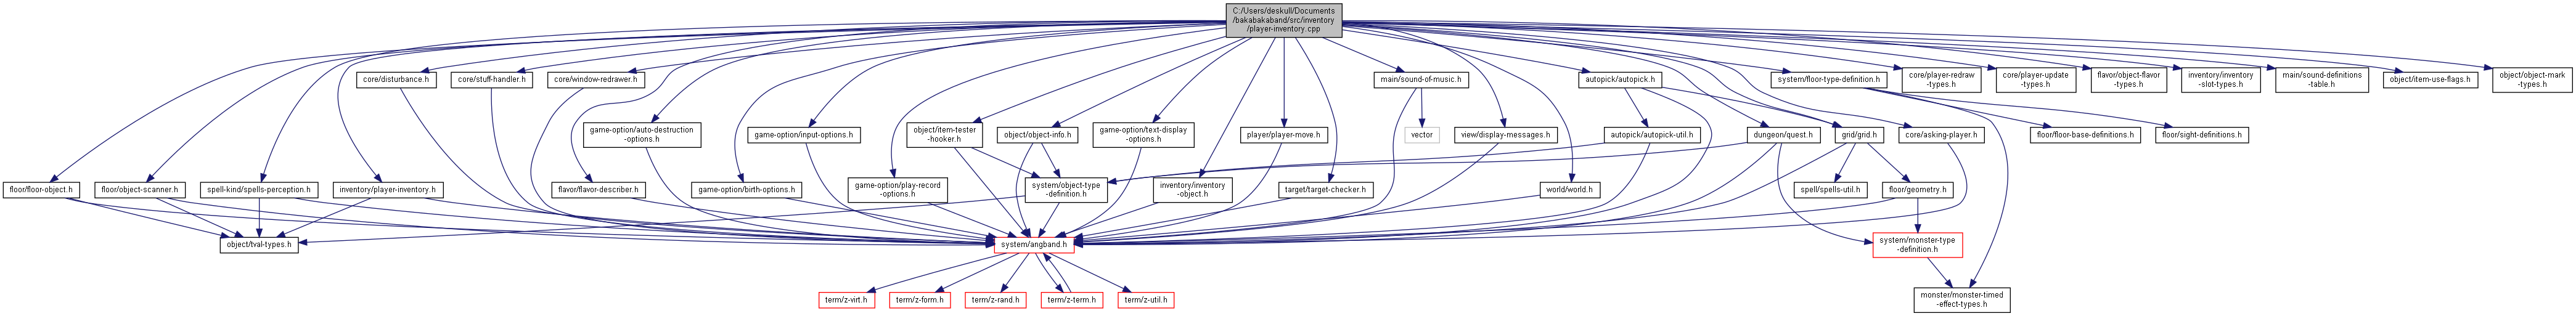 C:/Users/deskull/Documents
/bakabakaband/src/inventory
/player-inventory.cpp
core/disturbance.h
core/stuff-handler.h
core/window-redrawer.h
main/sound-of-music.h
autopick/autopick.h
system/floor-type-definition.h
core/player-redraw
-types.h
core/player-update
-types.h
flavor/object-flavor
-types.h
inventory/inventory
-slot-types.h
main/sound-definitions
-table.h
object/item-use-flags.h
object/object-mark
-types.h
game-option/auto-destruction
-options.h
game-option/input-options.h
object/item-tester
-hooker.h
object/object-info.h
game-option/text-display
-options.h
player/player-move.h
vector
view/display-messages.h
autopick/autopick-util.h
dungeon/quest.h
grid/grid.h
core/asking-player.h
floor/floor-base-definitions.h
floor/sight-definitions.h
floor/floor-object.h
floor/object-scanner.h
spell-kind/spells-perception.h
inventory/player-inventory.h
flavor/flavor-describer.h
game-option/birth-options.h
game-option/play-record
-options.h
system/object-type
-definition.h
inventory/inventory
-object.h
target/target-checker.h
world/world.h
spell/spells-util.h
floor/geometry.h
object/tval-types.h
system/angband.h
system/monster-type
-definition.h
term/z-virt.h
term/z-form.h
term/z-rand.h
term/z-term.h
term/z-util.h
monster/monster-timed
-effect-types.h